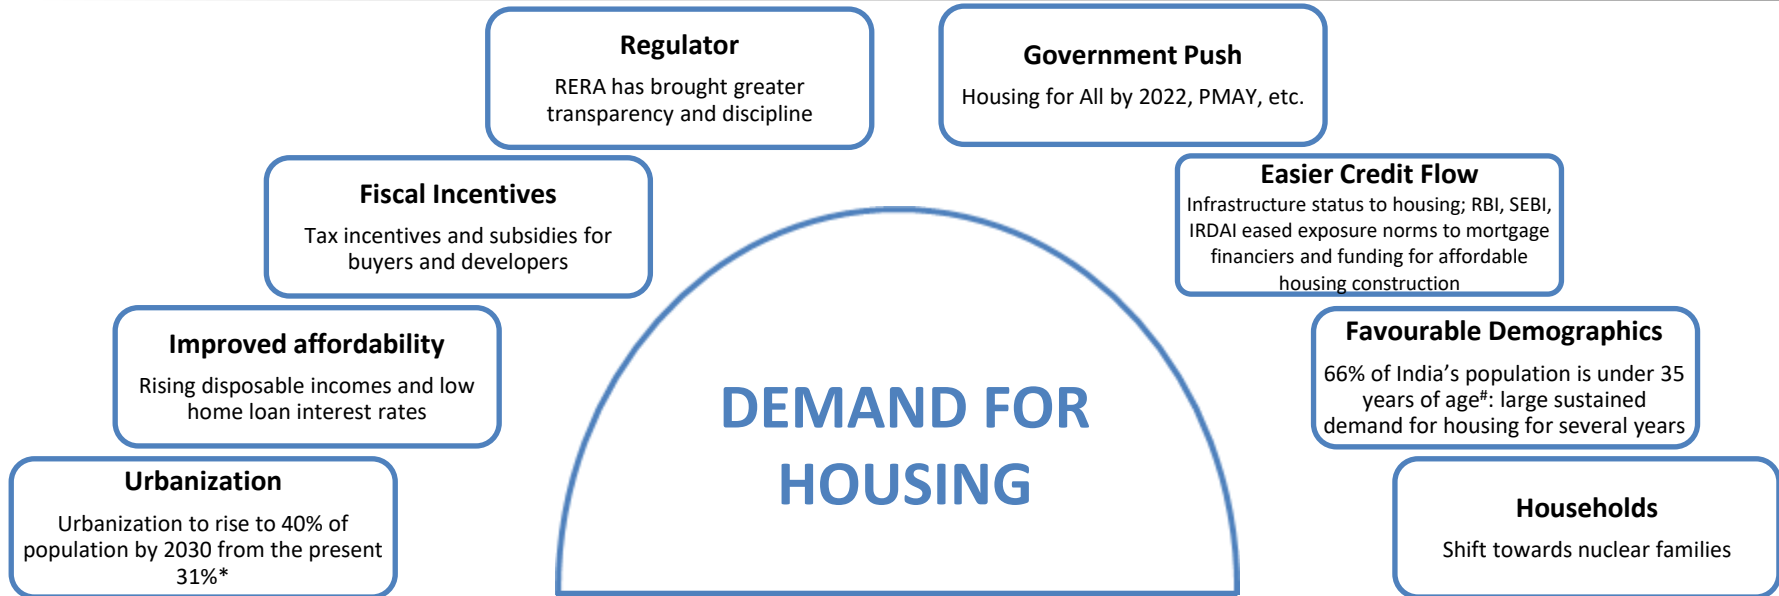 Regulator
RERA has brought greater
transparency and discipline
Government Push
Housing for All by 2022, PMAY, etc.
Fiscal Incentives
Tax incentives and subsidies for
buyers and developers
Easier Credit Flow
Infrastructure status to housing; RBI, SEBI,
IRDAI eased exposure norms to mortgage
financiers and funding for affordable
housing construction
Improved affordability
Rising disposable incomes and low
home loan interest rates
Favourable Demographics
66% of India’s population is under 35
years of age#: large sustained
demand for housing for several years
Urbanization
Urbanization to rise to 40% of
population by 2030 from the present
31%*
Households
Shift towards nuclear families
DEMAND FOR
HOUSING